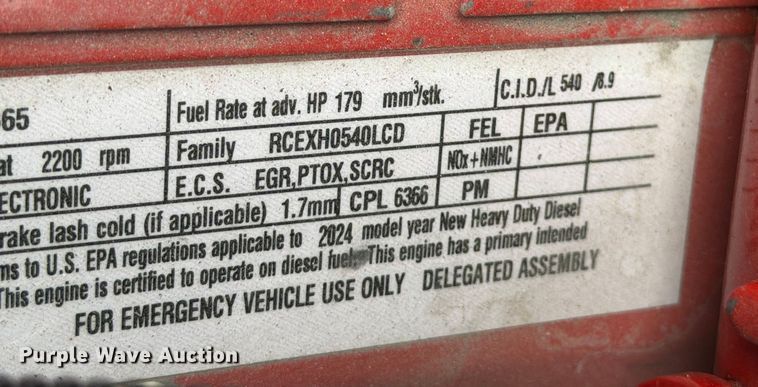 65
Fuel Rate at adv. HP 179 mm³/stk.
C.I.D./L 540 /8.9
at 2200 rpm
Family RCEXH0540LCD
FEL EPA
ECTRONIC
E.C.S. EGR,PTOX,SCRC
NOx+NMHC
rake lash cold (if applicable) 1.7mm
CPL 6366
PM
ms to U.S. EPA regulations applicable to 2024 model year New Heavy Duty Diesel
This engine is certified to operate on diesel fuel. This engine has a primary intended
FOR EMERGENCY VEHICLE USE ONLY DELEGATED ASSEMBLY
Purple Wave Auction